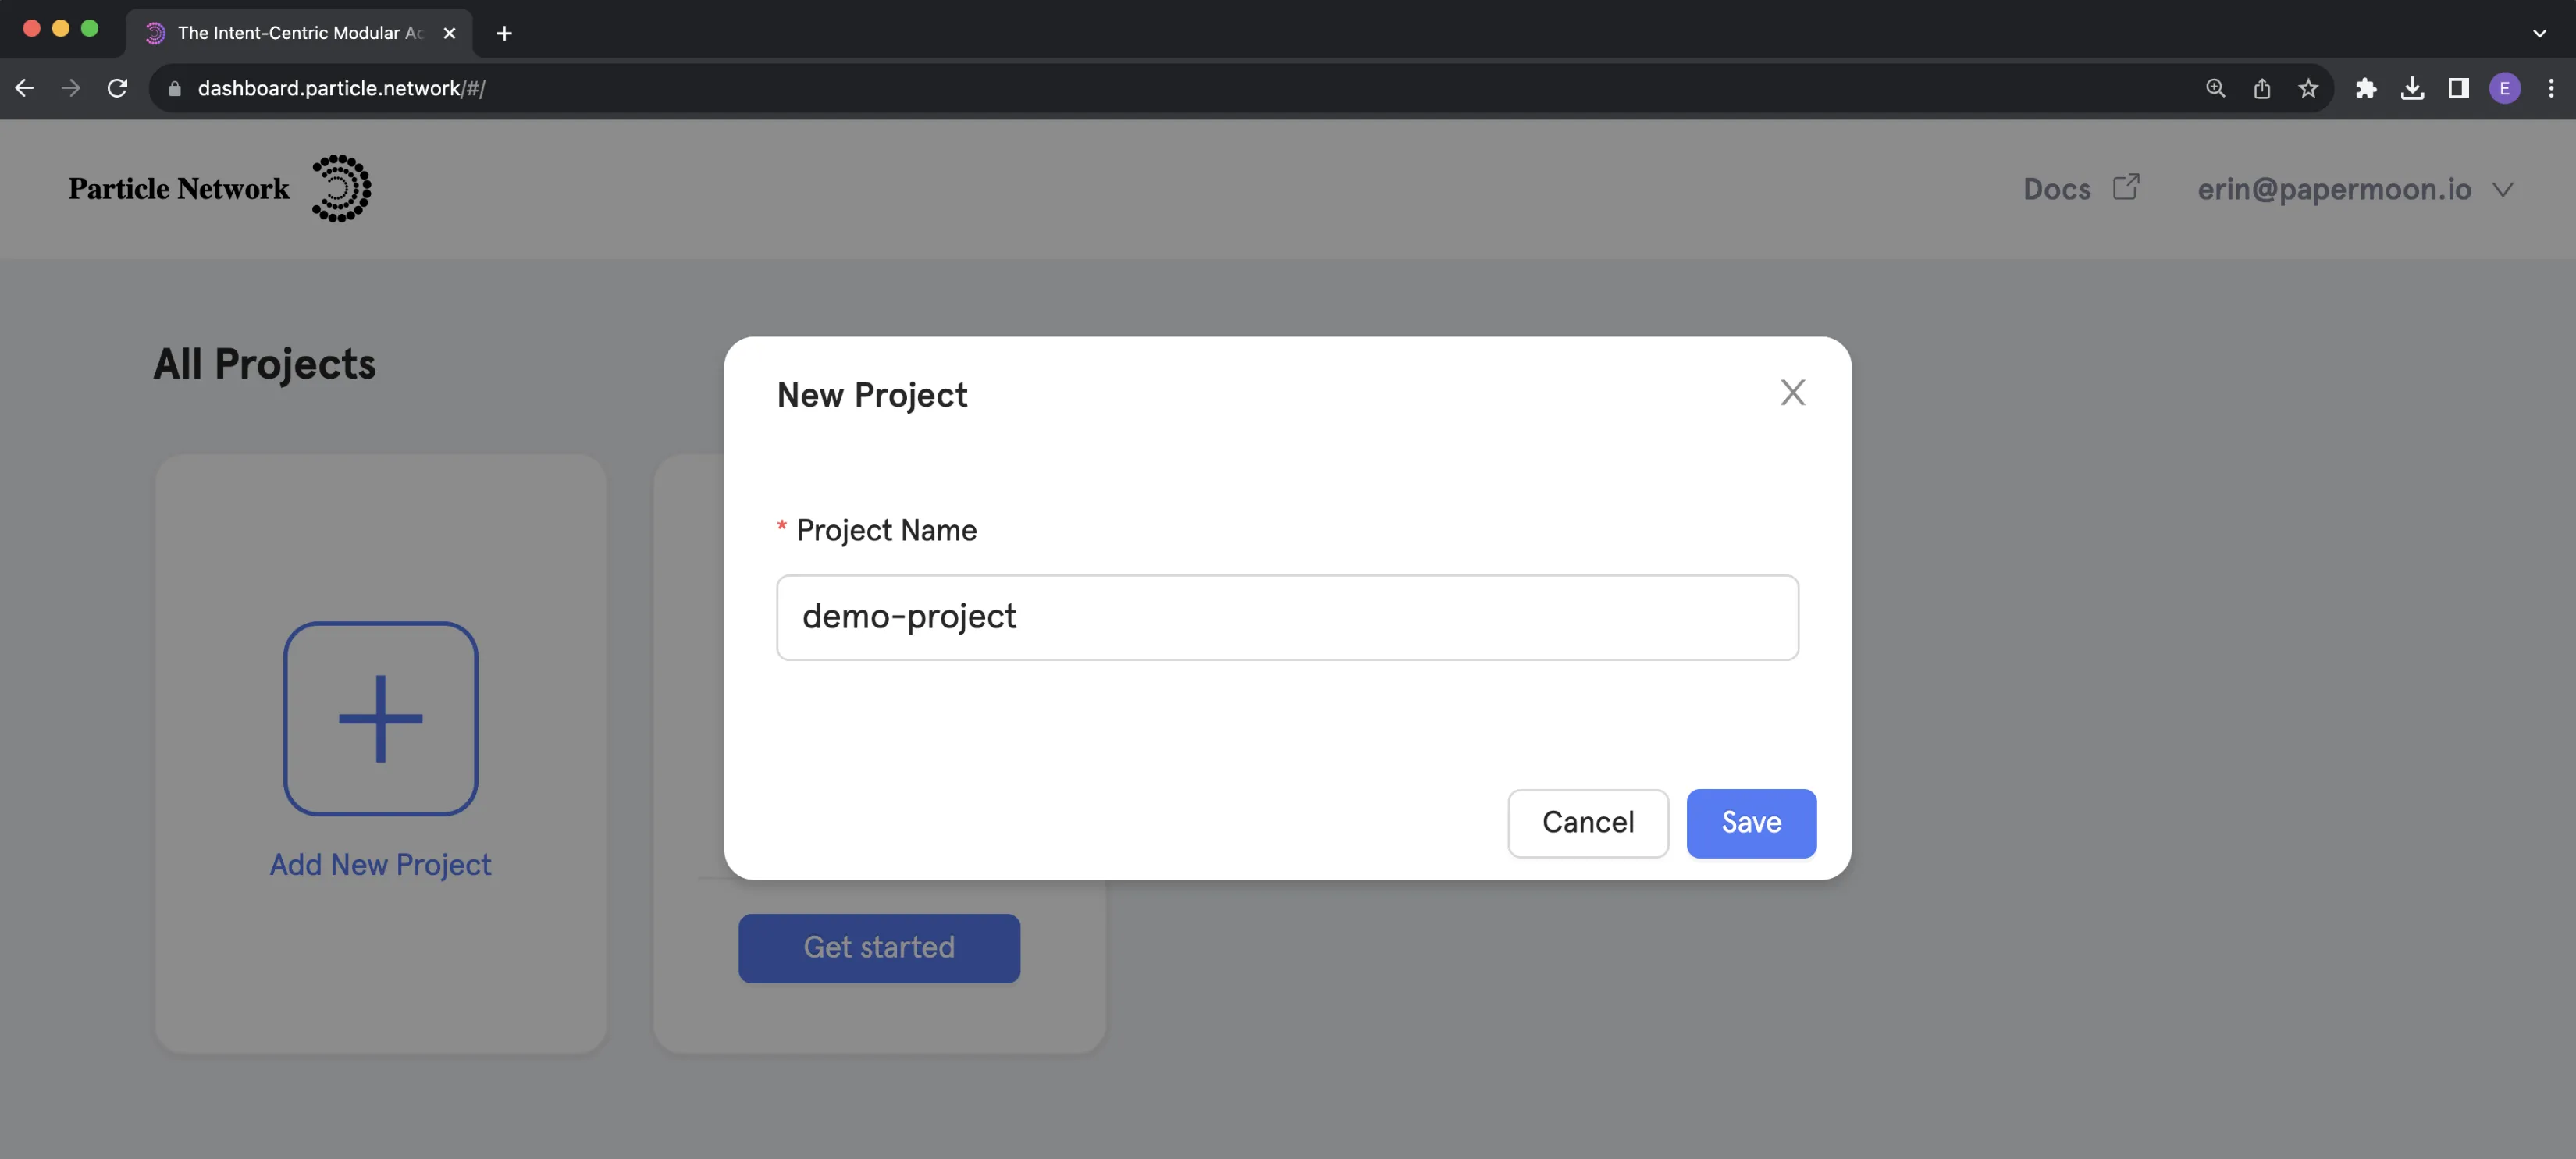 The Intent-Centric Modular Ac
dashboard.particle.network/#/
E
Particle Network
Docs
erin@papermoon.io
All Projects
New Project
* Project Name
demo-project
Cancel
Save
Add New Project
Get started